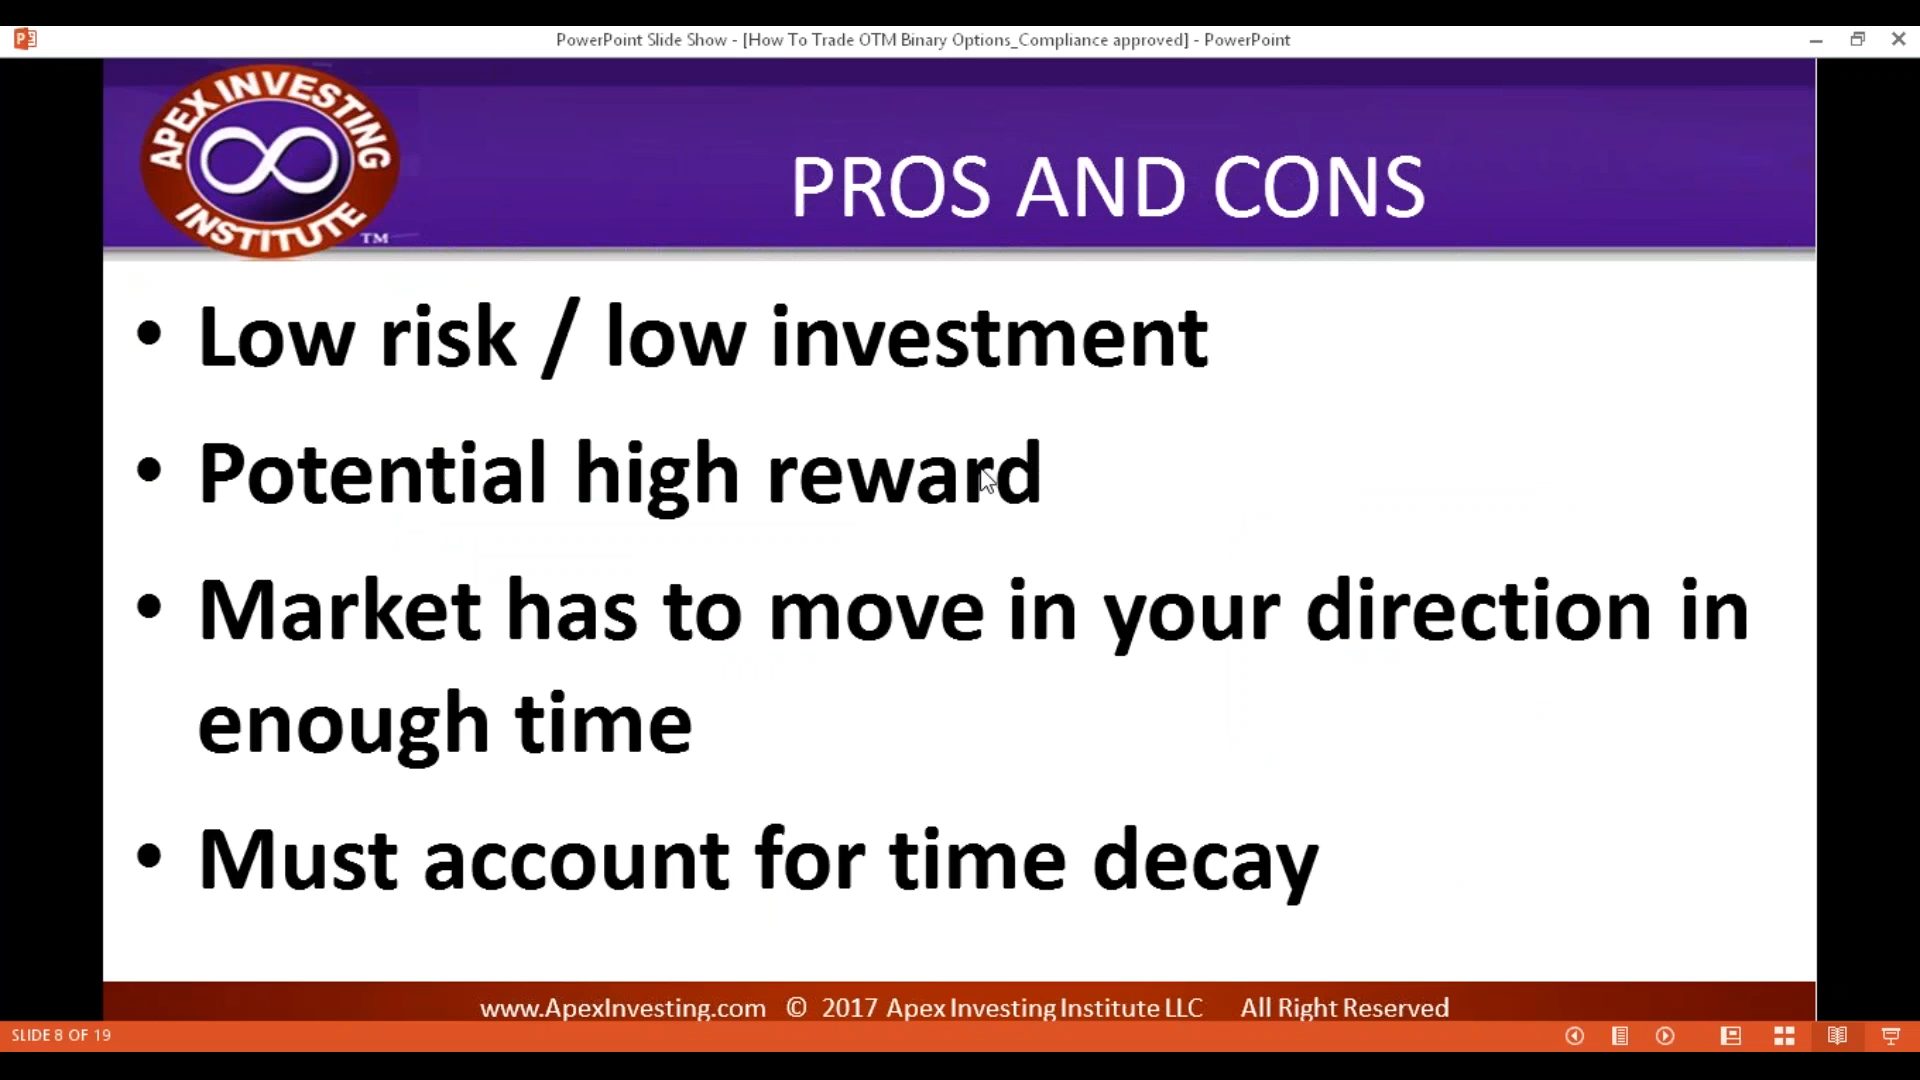 PowerPoint Slide Show - [How To Trade OTM Binary Options_Compliance approved] - PowerPoint
APEX INVESTING
INSTITUTE
TM
PROS AND CONS
• Low risk / low investment
• Potential high reward
• Market has to move in your direction in
enough time
• Must account for time decay
www.ApexInvesting.com © 2017 Apex Investing Institute LLC All Right Reserved
SLIDE 8 OF 19